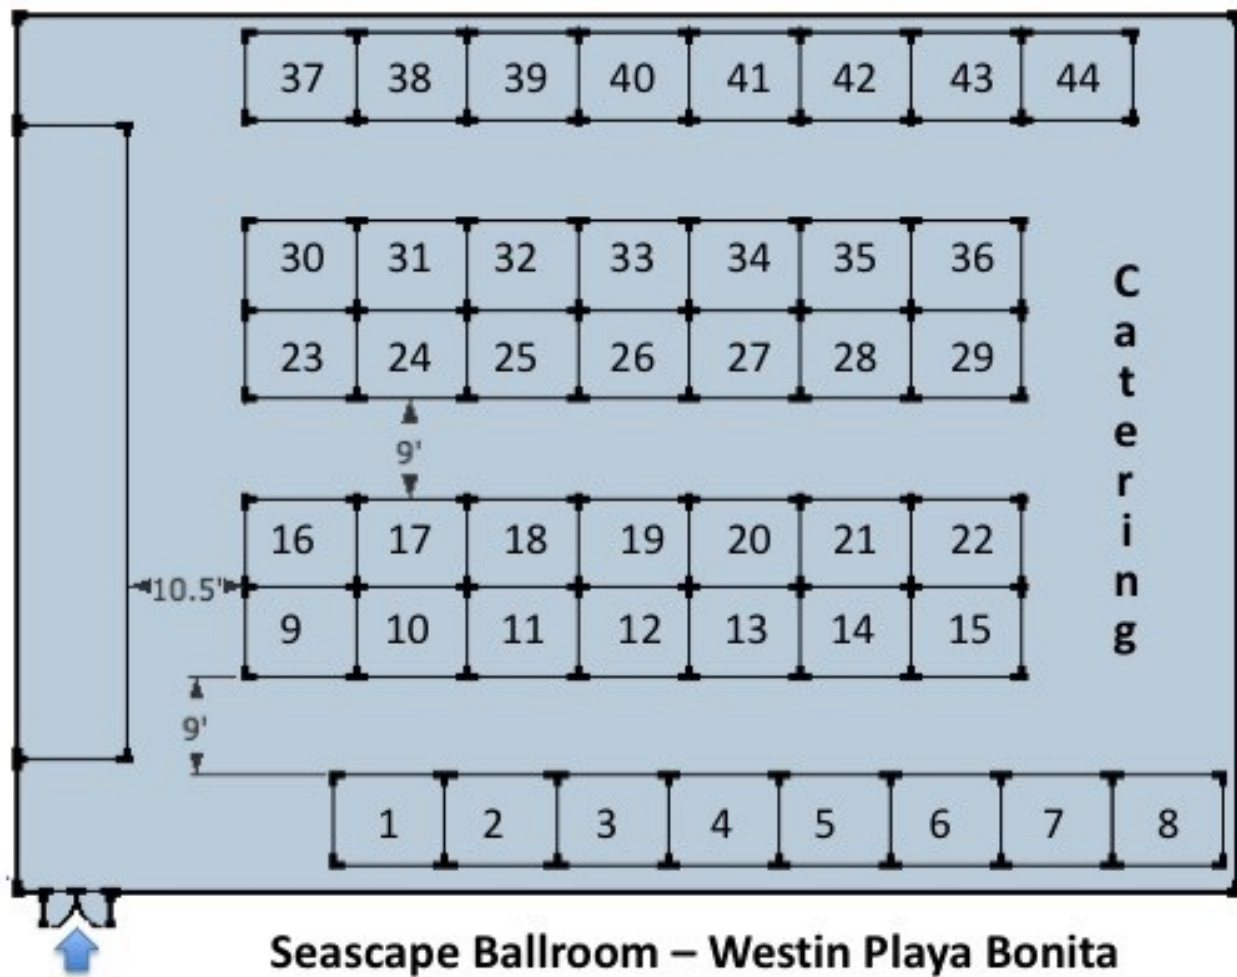 37 38 39 40 41 42 43 44
30 31 32 33 34 35 36
23 24 25 26 27 28 29
9'
16 17 18 19 20 21 22
10.5'
9 10 11 12 13 14 15
9'
1 2 3 4 5 6 7 8
Catering
Seascape Ballroom – Westin Playa Bonita